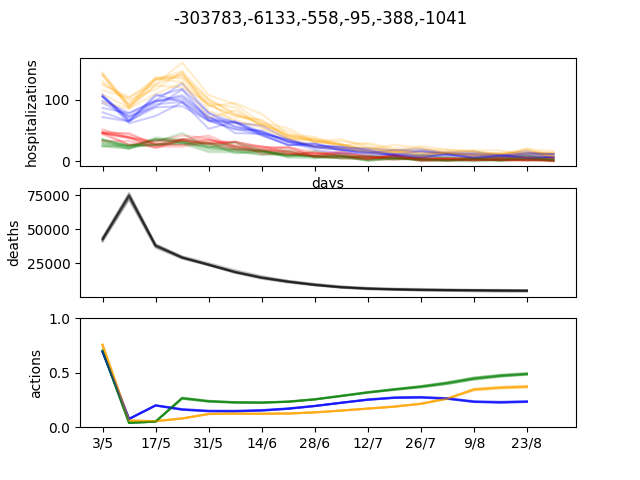 -303783,-6133,-558,-95,-388,-1041
hospitalizations
100
0
days
deaths
75000
50000
25000
actions
1.0
0.5
0.0
3/5 17/5 31/5 14/6 28/6 12/7 26/7 9/8 23/8